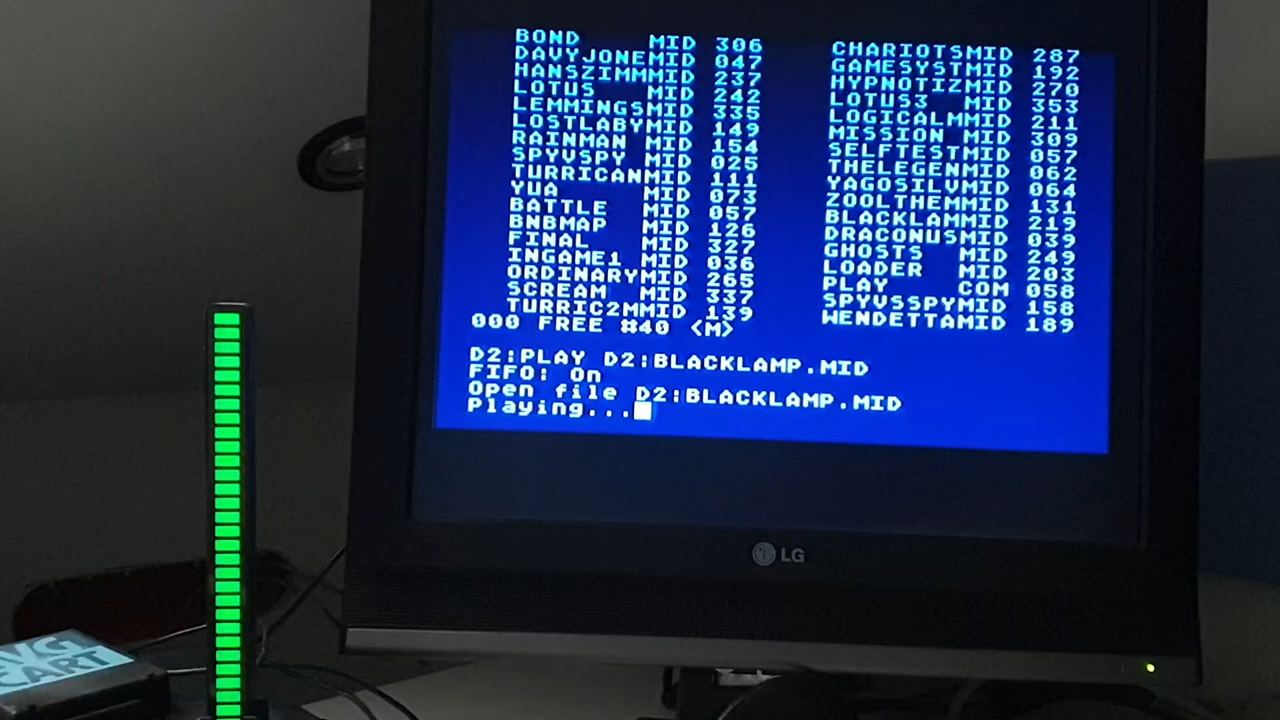 BOND MID 306 CHARIOTSMID 287
DAVYJONEMID 047 GAMESYSTMID 192
HANSZIMMMID 237 HYPNOTIZMID 270
LOTUS MID 242 LOTUS3 MID 353
LEMMINGSMID 335 LOGICALMMID 211
LOSTLABYMID 149 MISSION MID 309
RAINMAN MID 154 SELFTESTMID 057
SPYVSPY MID 025 THELEGENMID 062
TURRICANMID 111 YAGOSILVMID 064
YUA MID 073 ZOOLTHEMMID 131
BATTLE MID 057 BLACKLAMMID 219
BNBMAP MID 126 DRACONUSMID 039
FINAL MID 327 GHOSTS MID 249
INGAME1 MID 036 LOADER MID 203
ORDINARYMID 265 PLAY COM 058
SCREAM MID 337 SPYVSSPYMID 158
TURRIC2MMID 139 WENDETTAMID 189
000 FREE #40 <M>
D2:PLAY D2:BLACKLAMP.MID
FIFO: On
Open file D2:BLACKLAMP.MID
Playing...
LG
AVG
CART